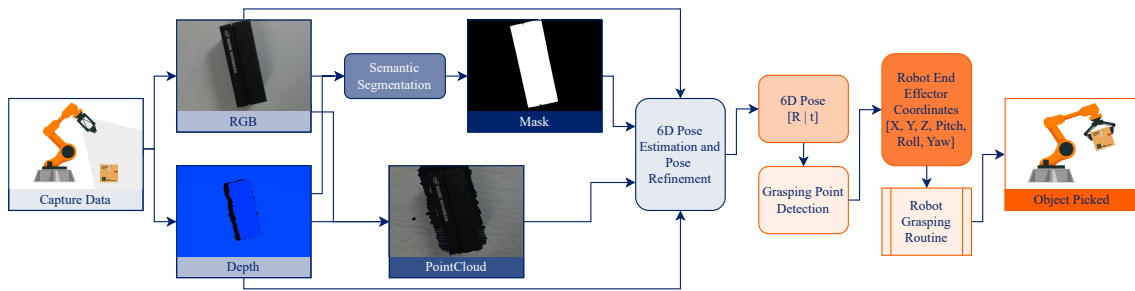 Capture Data
RGB
Depth
Semantic
Segmentation
Mask
PointCloud
6D Pose
Estimation and
Pose
Refinement
6D Pose
[R | t]
Grasping Point
Detection
Robot End
Effector
Coordinates
[X, Y, Z, Pitch,
Roll, Yaw]
Robot
Grasping
Routine
Object Picked